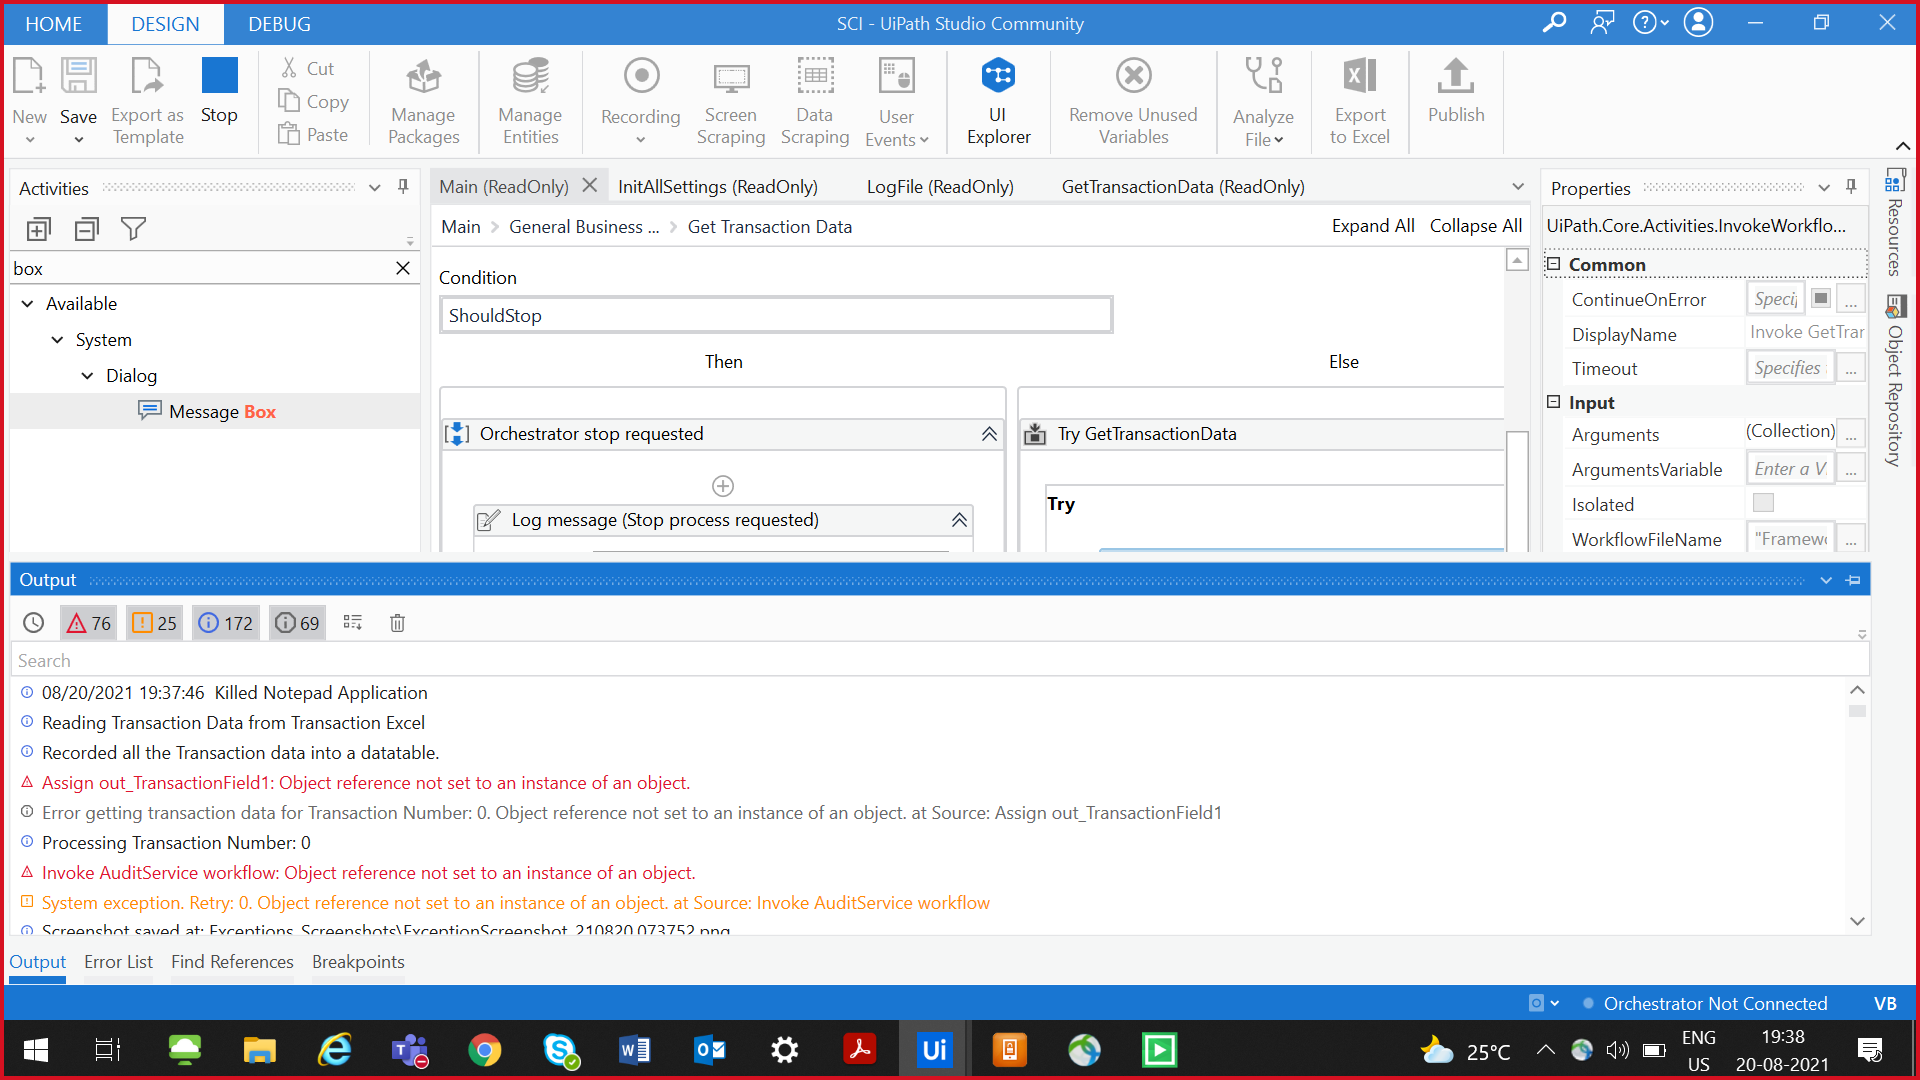 HOME DESIGN DEBUG SCI - UiPath Studio Community
New Save Export as Template Stop
Cut
Copy
Paste
Manage Packages
Manage Entities
Recording
Screen Scraping
Data Scraping
User Events
UI Explorer
Remove Unused Variables
Analyze File
Export to Excel
Publish
Activities
box
Available
System
Dialog
Message Box
Main (ReadOnly) InitAllSettings (ReadOnly) LogFile (ReadOnly) GetTransactionData (ReadOnly)
Main General Business ... Get Transaction Data Expand All Collapse All
Condition
ShouldStop
Then Else
Orchestrator stop requested Try GetTransactionData
Try
Log message (Stop process requested)
Properties
UiPath.Core.Activities.InvokeWorkflo...
Common
ContinueOnError Specif ...
DisplayName Invoke GetTrar
Timeout Specifies ...
Input
Arguments (Collection) ...
ArgumentsVariable Enter a V ...
Isolated
WorkflowFileName "Framewo ...
Resources
Object Repository
Output
76 25 172 69
Search
08/20/2021 19:37:46 Killed Notepad Application
Reading Transaction Data from Transaction Excel
Recorded all the Transaction data into a datatable.
Assign out_TransactionField1: Object reference not set to an instance of an object.
Error getting transaction data for Transaction Number: 0. Object reference not set to an instance of an object. at Source: Assign out_TransactionField1
Processing Transaction Number: 0
Invoke AuditService workflow: Object reference not set to an instance of an object.
System exception. Retry: 0. Object reference not set to an instance of an object. at Source: Invoke AuditService workflow
Screenshot saved at: Exceptions_Screenshots\ExceptionScreenshot_210820.073752.png
Output Error List Find References Breakpoints
Orchestrator Not Connected VB
Ui
25°C
ENG
US
19:38
20-08-2021